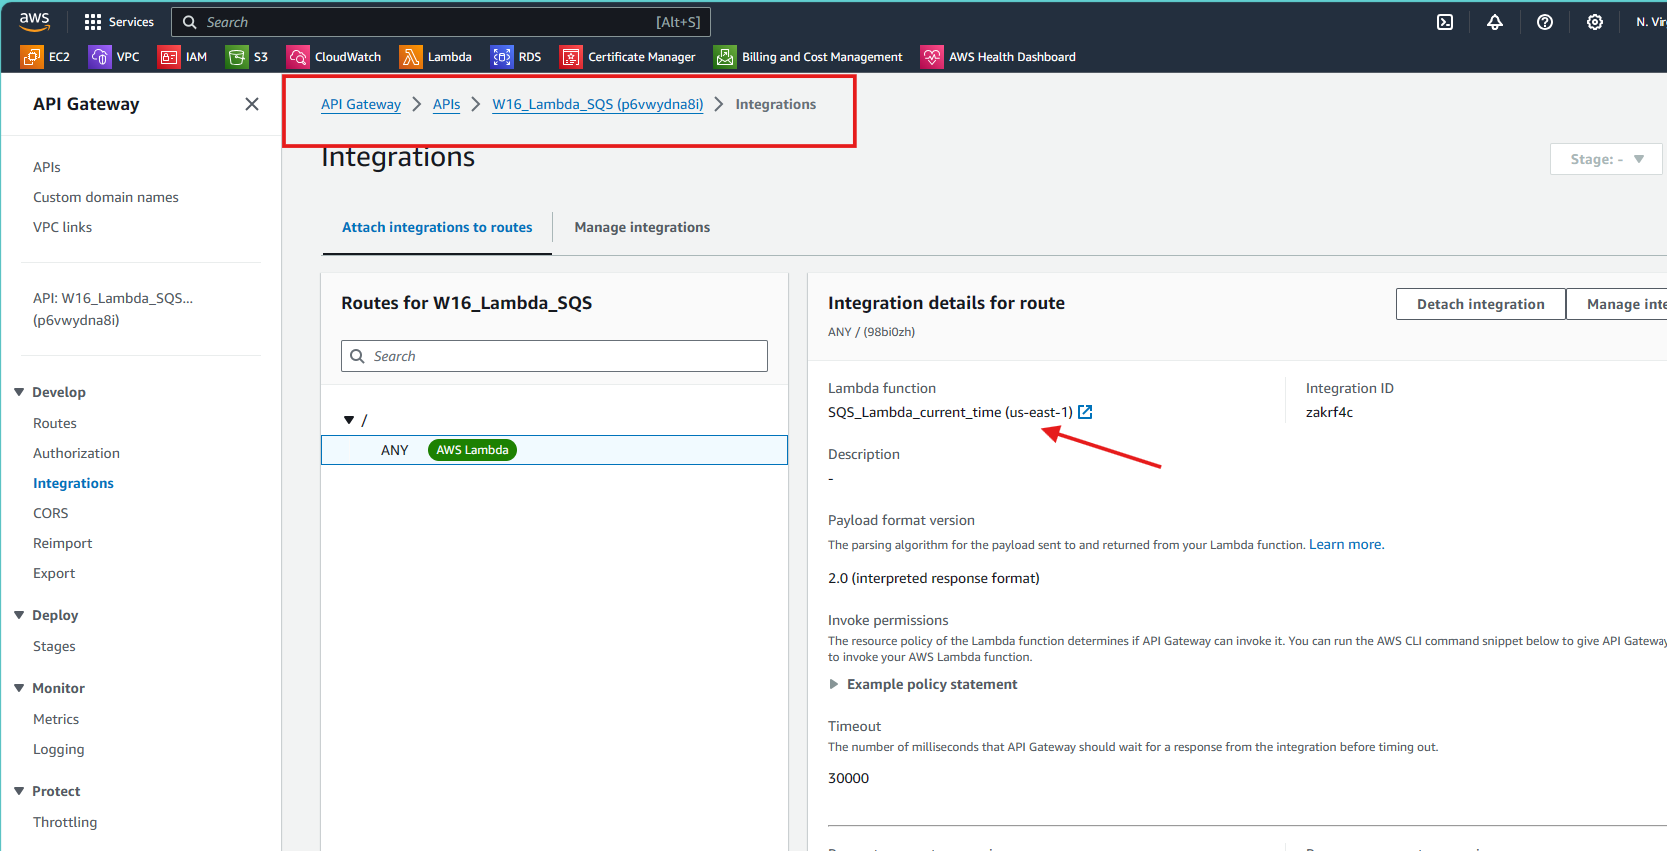 aws
Services
Search
[Alt+S]
EC2
VPC
IAM
S3
CloudWatch
Lambda
RDS
Certificate Manager
Billing and Cost Management
AWS Health Dashboard
API Gateway
APIs
Custom domain names
VPC links
API: W16_Lambda_SQS...
(p6vwydna8i)
Develop
Routes
Authorization
Integrations
CORS
Reimport
Export
Deploy
Stages
Monitor
Metrics
Logging
Protect
Throttling
API Gateway > APIs > W16_Lambda_SQS (p6vwydna8i) > Integrations
Integrations
Stage: -
Attach integrations to routes
Manage integrations
Routes for W16_Lambda_SQS
Search
/
ANY AWS Lambda
Integration details for route
ANY / (98bi0zh)
Detach integration
Manage
Lambda function
SQS_Lambda_current_time (us-east-1)
Integration ID
zakrf4c
Description
-
Payload format version
The parsing algorithm for the payload sent to and returned from your Lambda function. Learn more.
2.0 (interpreted response format)
Invoke permissions
The resource policy of the Lambda function determines if API Gateway can invoke it. You can run the AWS CLI command snippet below to give API Gateway
to invoke your AWS Lambda function.
Example policy statement
Timeout
The number of milliseconds that API Gateway should wait for a response from the integration before timing out.
30000